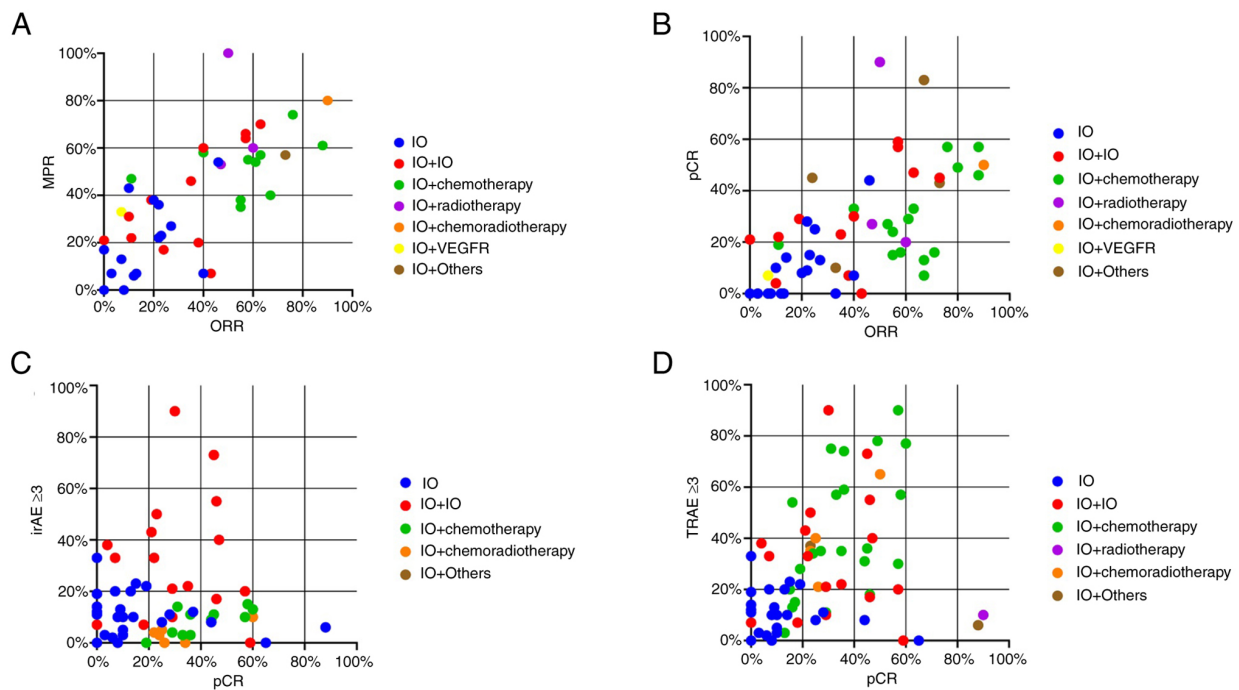 A
100%
80%
60%
40%
20%
0%
MPR
0% 20% 40% 60% 80% 100%
ORR
IO
IO+IO
IO+chemotherapy
IO+radiotherapy
IO+chemoradiotherapy
IO+VEGFR
IO+Others
B
100%
80%
60%
40%
20%
0%
pCR
0% 20% 40% 60% 80% 100%
ORR
IO
IO+IO
IO+chemotherapy
IO+radiotherapy
IO+chemoradiotherapy
IO+VEGFR
IO+Others
C
100%
80%
60%
40%
20%
0%
irAE ≥3
0% 20% 40% 60% 80% 100%
pCR
IO
IO+IO
IO+chemotherapy
IO+chemoradiotherapy
IO+Others
D
100%
80%
60%
40%
20%
0%
TRAE ≥3
0% 20% 40% 60% 80% 100%
pCR
IO
IO+IO
IO+chemotherapy
IO+radiotherapy
IO+chemoradiotherapy
IO+Others